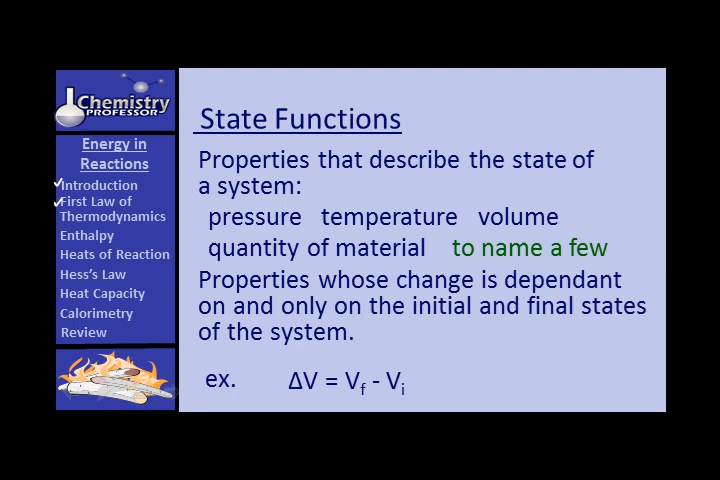 Chemistry
PROFESSOR
Energy in
Reactions
Introduction
First Law of
Thermodynamics
Enthalpy
Heats of Reaction
Hess's Law
Heat Capacity
Calorimetry
Review
State Functions
Properties that describe the state of
a system:
pressure temperature volume
quantity of material to name a few
Properties whose change is dependant
on and only on the initial and final states
of the system.
ex. ΔV = Vf - Vi